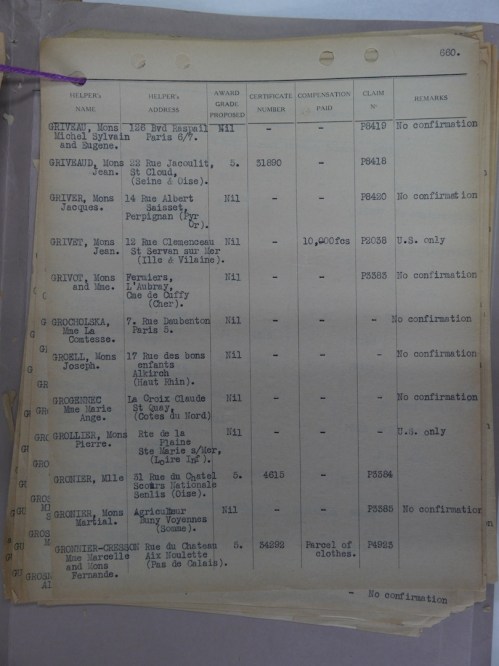 660.
HELPER's NAME HELPER's ADDRESS AWARD GRADE PROPOSED CERTIFICATE NUMBER COMPENSATION PAID CLAIM N° REMARKS
GRIVEAU, Mons 126 Bvd Raspail Nil - - P8419 No confirmation
Michel Sylvain Paris 6/7.
and Eugene.
GRIVEAUD, Mons 22 Rue Jacoulit, 5. 31890 - P8418
Jean. St Cloud,
(Seine & Oise).
GRIVER, Mons 14 Rue Albert Nil - - P8420 No confirmation
Jacques. Saisset,
Perpignan (Pyr
Or).
GRIVET, Mons 12 Rue Clemenceau Nil - 10,000fcs P2038 U.S. only
Jean. St Servan sur Mer
(Ille & Vilaine).
GRIVOT, Mons Fermiers, Nil - - P3383 No confirmation
and Mme. L'Aubray,
Cne de Cuffy
(Cher).
GROCHOLSKA, 7. Rue Daubenton Nil - - - No confirmation
Mme La Paris 5.
Comtesse.
GROELL, Mons 17 Rue des bons Nil - - - No confirmation
Joseph. enfants
Alkirch
(Haut Rhin).
GROGENNEC La Croix Claude Nil - - - No confirmation
Mme Marie St Quay,
Ange. (Cotes du Nord)
GROLLIER, Mons Rte de la Nil - - - U.S. only
Pierre. Plaine
Ste Marie s/Mer,
(Loire Inf).
GRONIER, Mlle 31 Rue du Chatel 5. 4615 - P3384
Scours Nationale
Senlis (Oise).
GRONIER, Mons Agriculteur Nil - - P3385 No confirmation
Martial. Buny Voyennes
(Somme).
GRONNIER-CRESSON Rue du Chateau 5. 34292 Parcel of P4923
Mme Marcelle Aix Noulette clothes.
and Mons (Pas de Calais).
Fernande.
- No confirmation